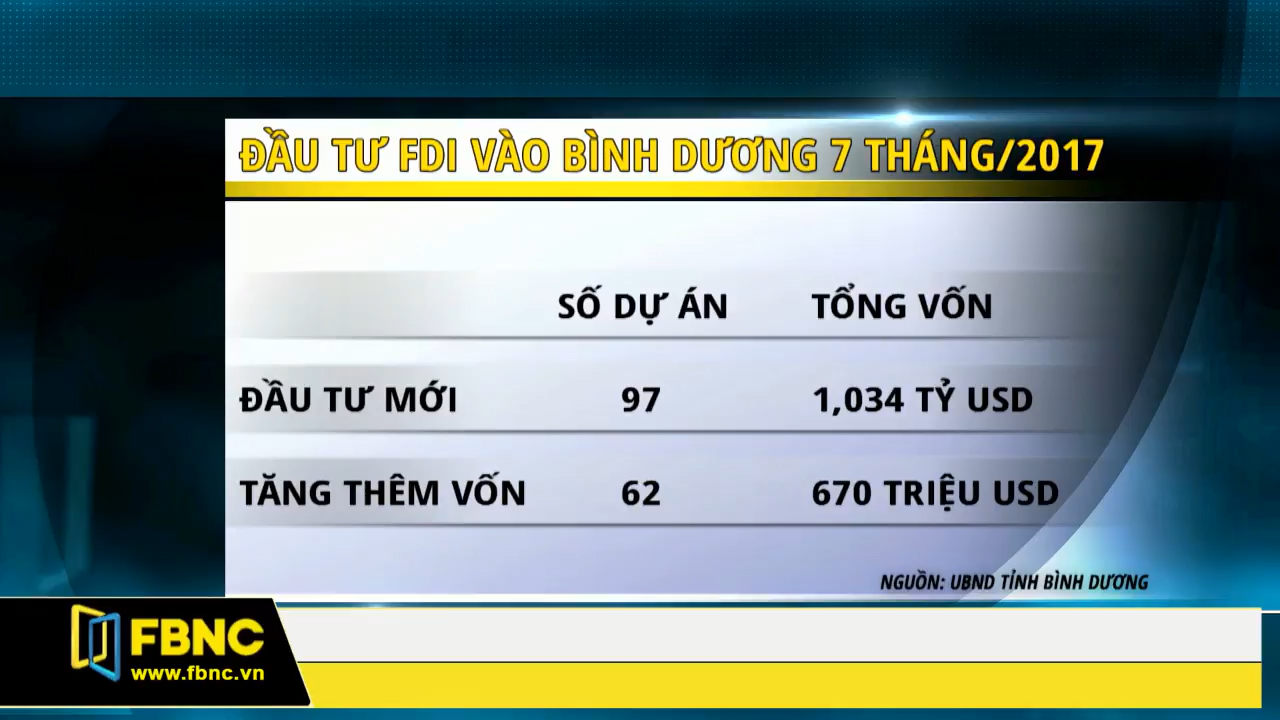 ĐẦU TƯ FDI VÀO BÌNH DƯƠNG 7 THÁNG/2017
SỐ DỰ ÁN TỔNG VỐN
ĐẦU TƯ MỚI 97 1,034 TỶ USD
TĂNG THÊM VỐN 62 670 TRIỆU USD
NGUỒN: UBND TỈNH BÌNH DƯƠNG
FBNC
www.fbnc.vn